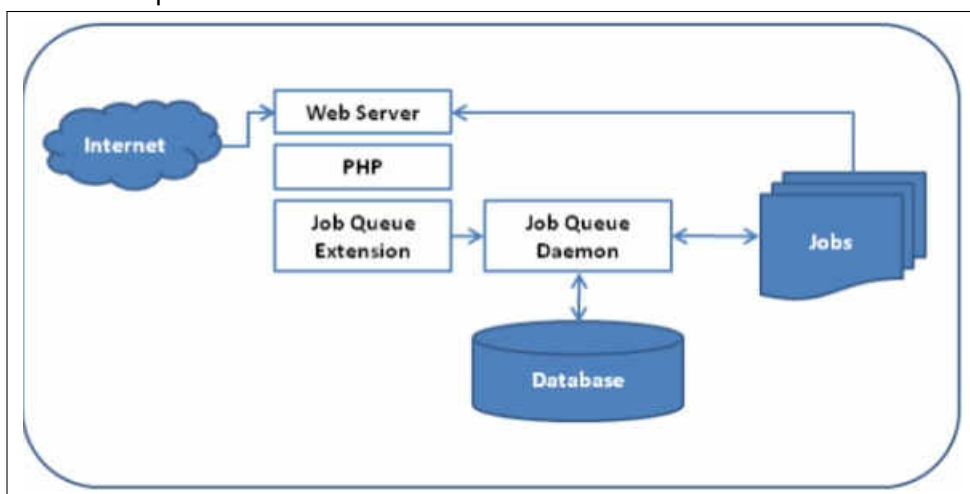 Internet
Web Server
PHP
Job Queue
Extension
Job Queue
Daemon
Jobs
Database